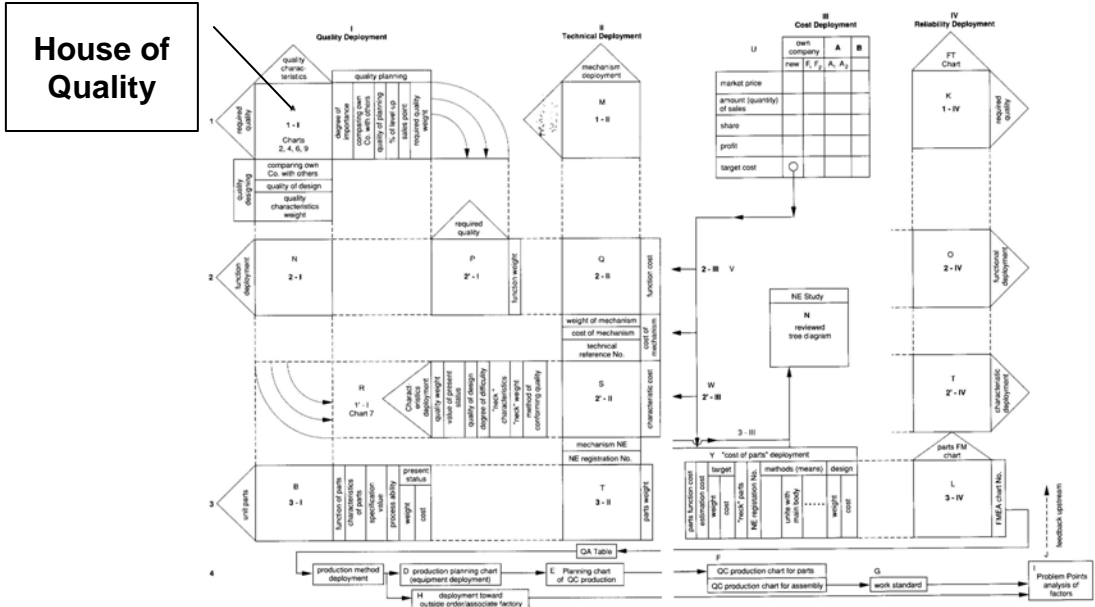 House of
Quality
I
Quality Deployment
II
Technical Deployment
III
Cost Deployment
IV
Reliability Deployment
quality
charac-
teristics
quality planning
mechanism
deployment
U
own
company
A
B
new
F₁ F₂
A₁ A₂
market price
amount (quantity)
of sales
share
profit
target cost
FT
Chart
1
required
quality
A
1 - I
Charts
2, 4, 6, 9
degree of
importance
comparing own
Co. with others
quality of planning
% of level up
sales point
required quality
weight
M
1 - II
K
1 - IV
required
quality
quality
designing
comparing own
Co. with others
quality of design
quality
characteristics
weight
required
quality
2
function
deployment
N
2 - I
P
2' - I
function weight
Q
2 - II
function cost
2 - III V
O
2 - IV
functional
deployment
weight of mechanism
cost of mechanism
technical
reference No.
cost of
mechanism
NE Study
N
reviewed
tree diagram
R
1' - I
Chart 7
Charact-
eristics
deployment
quality weight
value of present
status
quality of design
degree of difficulty
"neck"
characteristics
"neck" weight
method of
conforming quality
S
2' - II
characteristic cost
W
2' - III
T
2' - IV
characteristic
deployment
mechanism NE
NE registration No.
3 - III
Y "cost of parts" deployment
parts FM
chart
3
unit parts
B
3 - I
function of parts
characteristics
of parts
specification
value
process ability
present
status
weight
cost
T
3 - II
parts weight
parts function cost
estimation cost
target
weight
cost
"neck" parts
NE registation No.
methods (means)
unite with
main body
design
weight
cost
L
3 - IV
FMEA chart No.
feedback upstream
QA Table
4
production method
deployment
D production planning chart
(equipment deployment)
E Planning chart
of QC production
F
QC production chart for parts
QC production chart for assembly
G
work standard
J
I
Problem Points
analysis of
factors
H deployment toward
outside order/associate factory